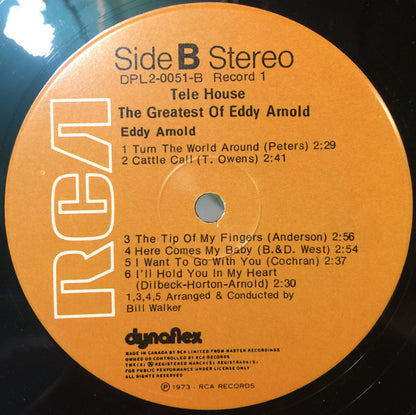 RCA
Side B Stereo
DPL2-0051-B Record 1
Tele House
The Greatest Of Eddy Arnold
Eddy Arnold
1 Turn The World Around (Peters) 2:29
2 Cattle Call (T. Owens) 2:41
3 The Tip Of My Fingers (Anderson) 2:56
4 Here Comes My Baby (B.&D. West) 2:54
5 I Want To Go With You (Cochran) 2:37
6 I'll Hold You In My Heart
(Dilbeck-Horton-Arnold) 2:30
1,3,4,5 Arranged & Conducted by
Bill Walker
dynaflex
MADE IN CANADA BY RCA LIMITED FROM MASTER RECORDINGS
OWNED OR CONTROLLED BY RCA RECORDS
TMK(S) ® REGISTERED MARCA(S) REGISTRADA(S).
FOR PUBLIC PERFORMANCE UNDER LICENSE ONLY
ALL RIGHTS RESERVED
℗ 1973 - RCA RECORDS